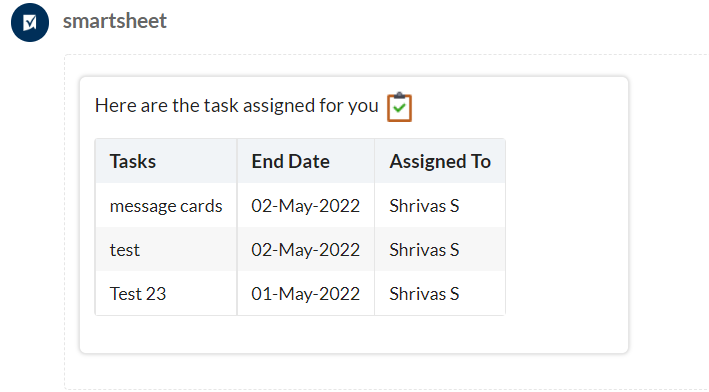 smartsheet
Here are the task assigned for you
Tasks End Date Assigned To
message cards 02-May-2022 Shrivas S
test 02-May-2022 Shrivas S
Test 23 01-May-2022 Shrivas S